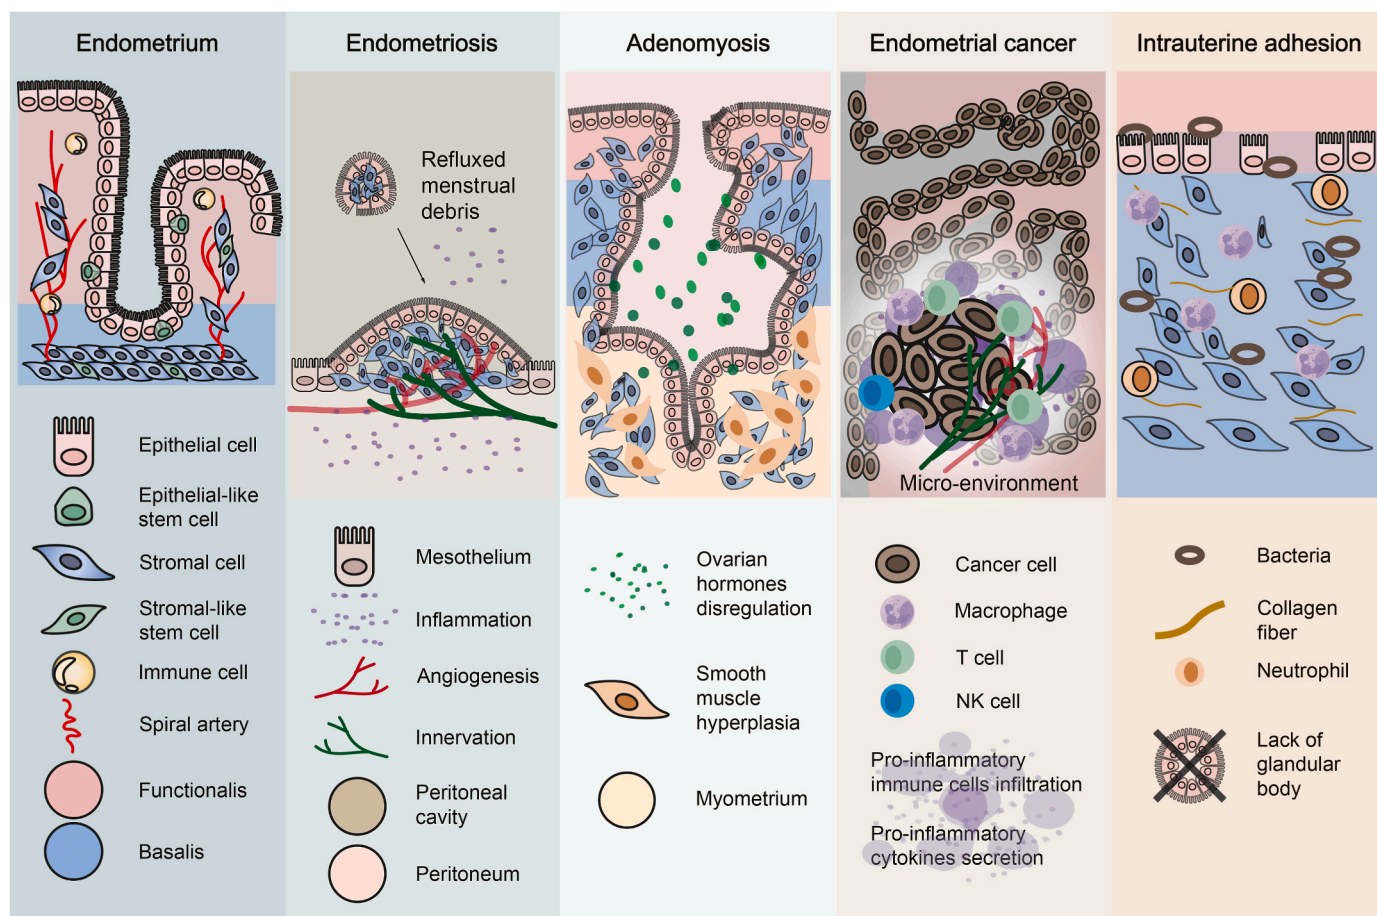 Endometrium
Endometriosis
Adenomyosis
Endometrial cancer
Intrauterine adhesion
Refluxed
menstrual
debris
Micro-environment
Epithelial cell
Epithelial-like
stem cell
Stromal cell
Stromal-like
stem cell
Immune cell
Spiral artery
Functionalis
Basalis
Mesothelium
Inflammation
Angiogenesis
Innervation
Peritoneal
cavity
Peritoneum
Ovarian
hormones
disregulation
Smooth
muscle
hyperplasia
Myometrium
Cancer cell
Macrophage
T cell
NK cell
Pro-inflammatory
immune cells infiltration
Pro-inflammatory
cytokines secretion
Bacteria
Collagen
fiber
Neutrophil
Lack of
glandular
body